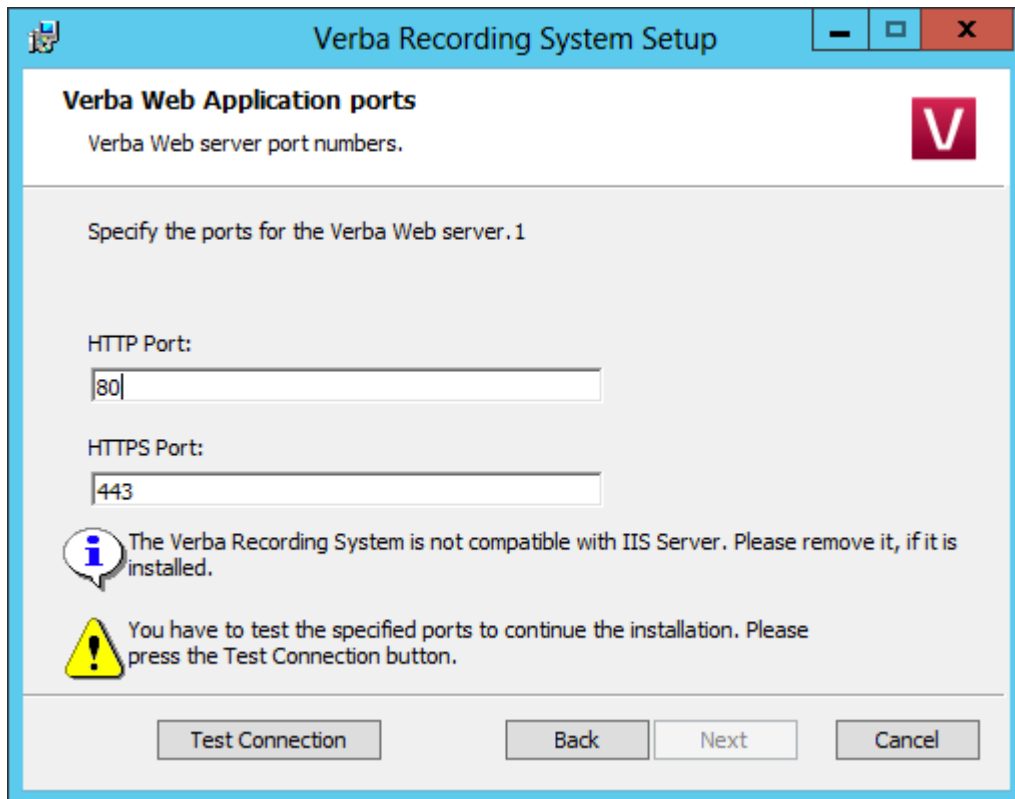 Verba Recording System Setup
Verba Web Application ports
Verba Web server port numbers.
V
Specify the ports for the Verba Web server.1
HTTP Port:
80
HTTPS Port:
443
The Verba Recording System is not compatible with IIS Server. Please remove it, if it is
installed.
You have to test the specified ports to continue the installation. Please
press the Test Connection button.
Test Connection Back Next Cancel